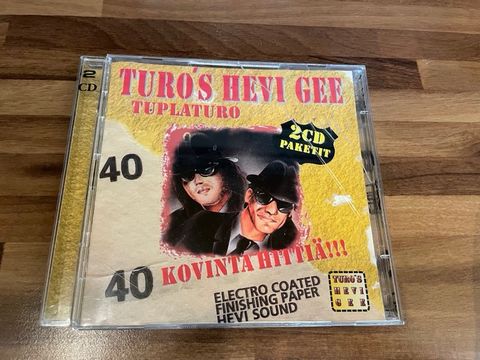 2
CD
TURO'S HEVI GEE
TUPLATURO
2CD
PAKETIT
40
40
KOVINTA HITTIÄ!!!
ELECTRO COATED
FINISHING PAPER
HEVI SOUND
TURO'S
HEVI
GEE